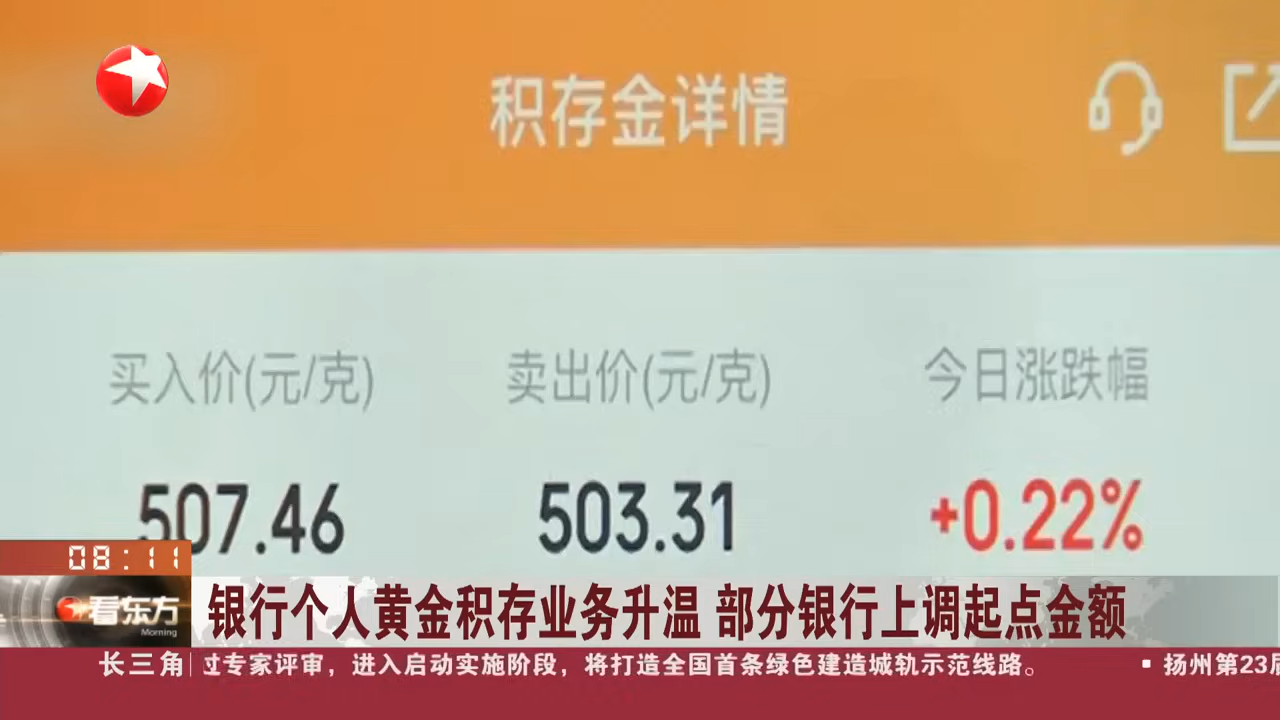 积存金详情
买入价(元/克) 卖出价(元/克) 今日涨跌幅
507.46 503.31 +0.22%
08:11
看东方
Morning
银行个人黄金积存业务升温 部分银行上调起点金额
长三角 过专家评审，进入启动实施阶段，将打造全国首条绿色建造城轨示范线路。 ▪ 扬州第23届